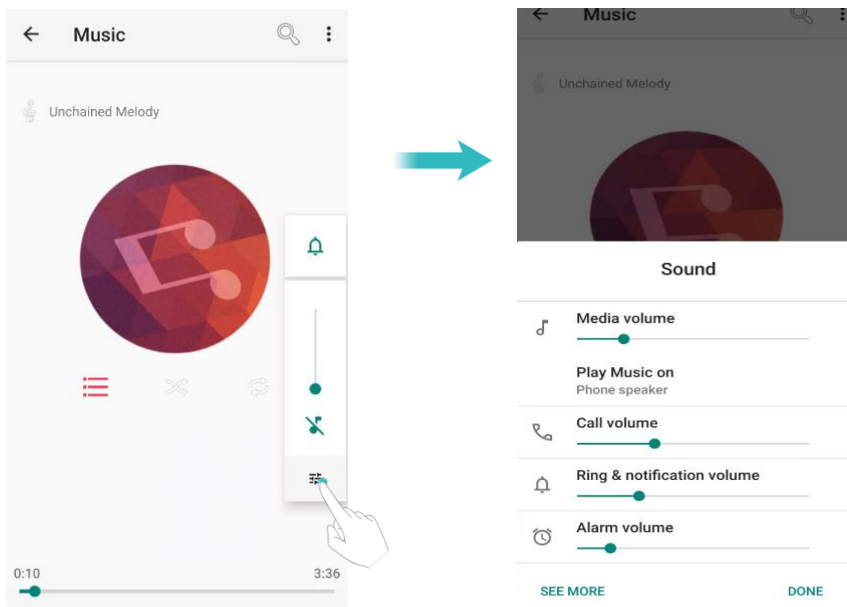 Music
Unchained Melody
0:10
3:36
Music
Unchained Melody
Sound
Media volume
Play Music on
Phone speaker
Call volume
Ring & notification volume
Alarm volume
SEE MORE
DONE